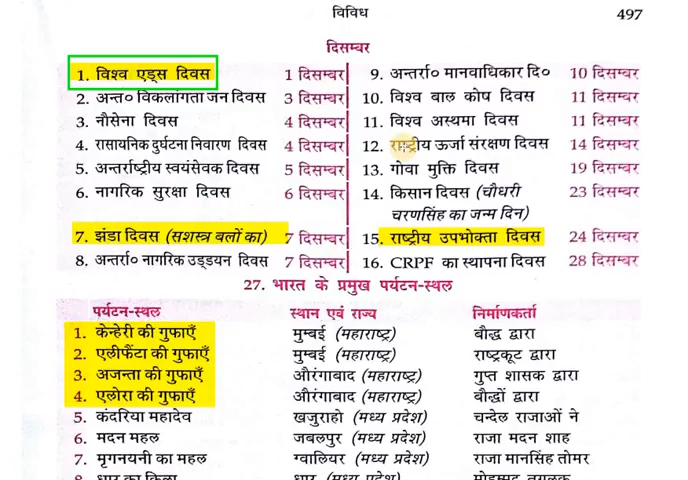 विविध 497
दिसम्बर
1. विश्व एड्स दिवस 1 दिसम्बर
2. अन्त० विकलांगता जन दिवस 3 दिसम्बर
3. नौसेना दिवस 4 दिसम्बर
4. रासायनिक दुर्घटना निवारण दिवस 4 दिसम्बर
5. अन्तर्राष्ट्रीय स्वयंसेवक दिवस 5 दिसम्बर
6. नागरिक सुरक्षा दिवस 6 दिसम्बर
7. झंडा दिवस (सशस्त्र बलों का) 7 दिसम्बर
8. अन्तर्रा० नागरिक उड्डयन दिवस 7 दिसम्बर
9. अन्तर्रा० मानवाधिकार दि० 10 दिसम्बर
10. विश्व बाल कोष दिवस 11 दिसम्बर
11. विश्व अस्थमा दिवस 11 दिसम्बर
12. राष्ट्रीय ऊर्जा संरक्षण दिवस 14 दिसम्बर
13. गोवा मुक्ति दिवस 19 दिसम्बर
14. किसान दिवस (चौधरी 23 दिसम्बर
चरणसिंह का जन्म दिन)
15. राष्ट्रीय उपभोक्ता दिवस 24 दिसम्बर
16. CRPF का स्थापना दिवस 28 दिसम्बर
27. भारत के प्रमुख पर्यटन-स्थल
पर्यटन-स्थल स्थान एवं राज्य निर्माणकर्ता
1. केन्हेरी की गुफाएँ मुम्बई (महाराष्ट्र) बौद्ध द्वारा
2. एलीफैंटा की गुफाएँ मुम्बई (महाराष्ट्र) राष्ट्रकूट द्वारा
3. अजन्ता की गुफाएँ औरंगाबाद (महाराष्ट्र) गुप्त शासक द्वारा
4. एलोरा की गुफाएँ औरंगाबाद (महाराष्ट्र) बौद्धों द्वारा
5. कंदरिया महादेव खजुराहो (मध्य प्रदेश) चन्देल राजाओं ने
6. मदन महल जबलपुर (मध्य प्रदेश) राजा मदन शाह
7. मृगनयनी का महल ग्वालियर (मध्य प्रदेश) राजा मानसिंह तोमर
8. धार का किला धार (मध्य प्रदेश) मोहम्मद तुगलक